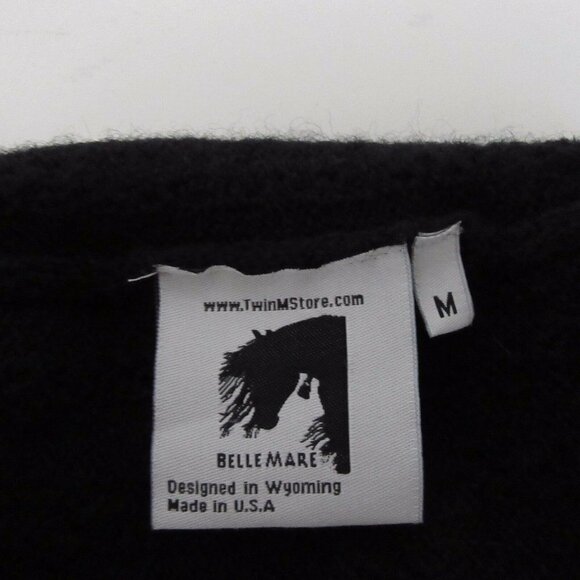 www.TwinMStore.com
M
BELLE MARE
Designed in Wyoming
Made in U.S.A